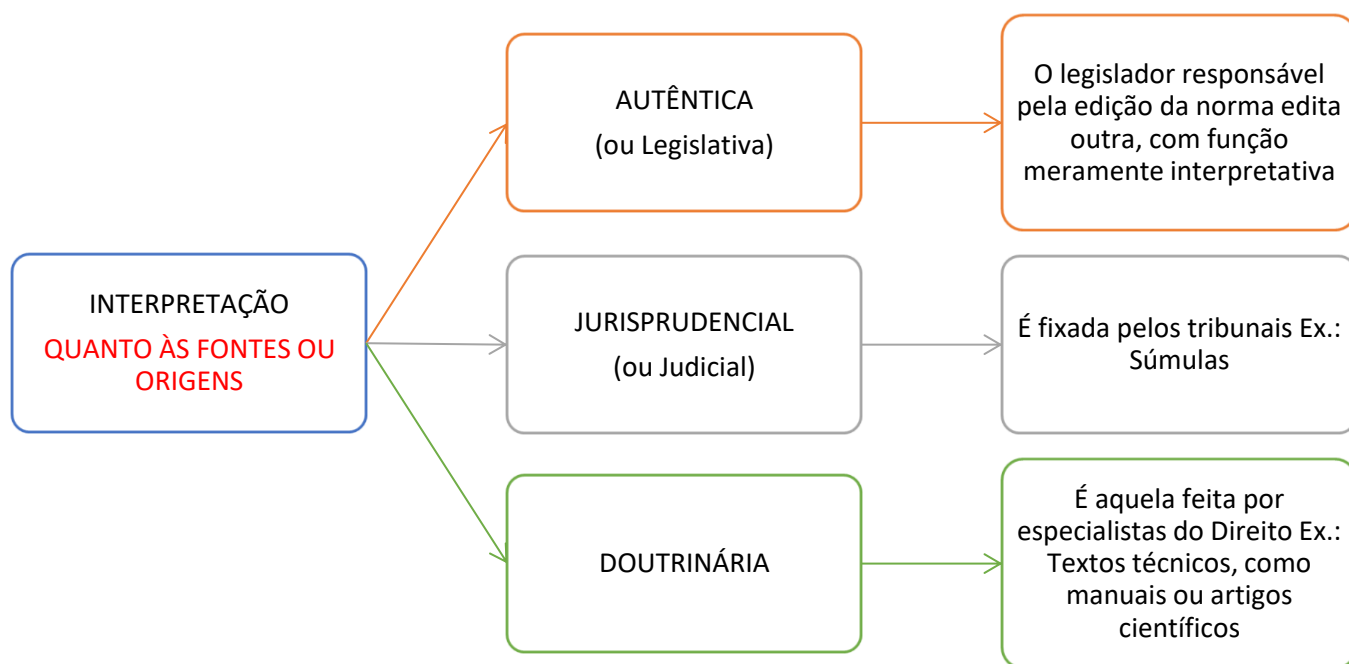 INTERPRETAÇÃO
QUANTO ÀS FONTES OU
ORIGENS
AUTÊNTICA
(ou Legislativa)
O legislador responsável
pela edição da norma edita
outra, com função
meramente interpretativa
JURISPRUDENCIAL
(ou Judicial)
É fixada pelos tribunais Ex.:
Súmulas
DOUTRINÁRIA
É aquela feita por
especialistas do Direito Ex.:
Textos técnicos, como
manuais ou artigos
científicos